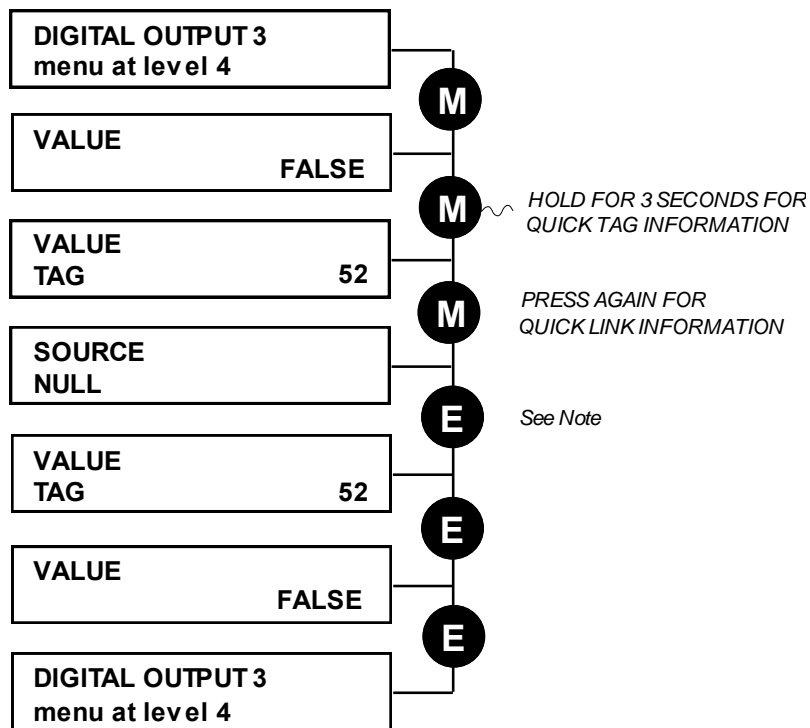 DIGITAL OUTPUT 3
menu at level 4
M
VALUE
FALSE
M
HOLD FOR 3 SECONDS FOR
QUICK TAG INFORMATION
VALUE
TAG 52
M
PRESS AGAIN FOR
QUICK LINK INFORMATION
SOURCE
NULL
E
See Note
VALUE
TAG 52
E
VALUE
FALSE
E
DIGITAL OUTPUT 3
menu at level 4